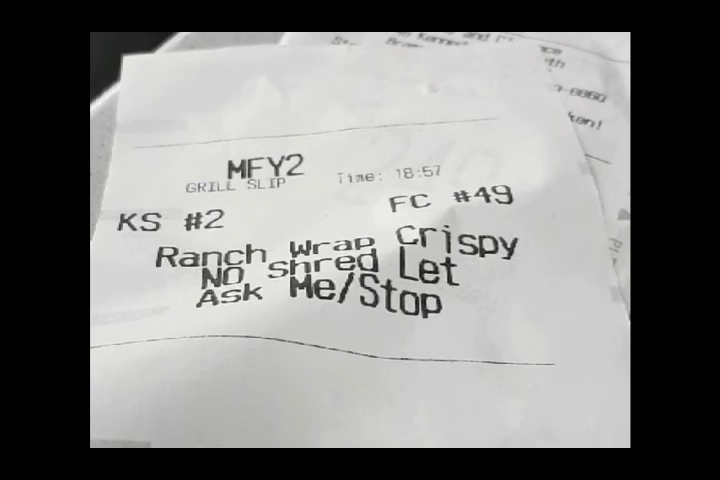 MFY2
GRILL SLIP Time: 18:57
KS #2 FC #49
Ranch Wrap Crispy
NO Shred Let
Ask Me/Stop